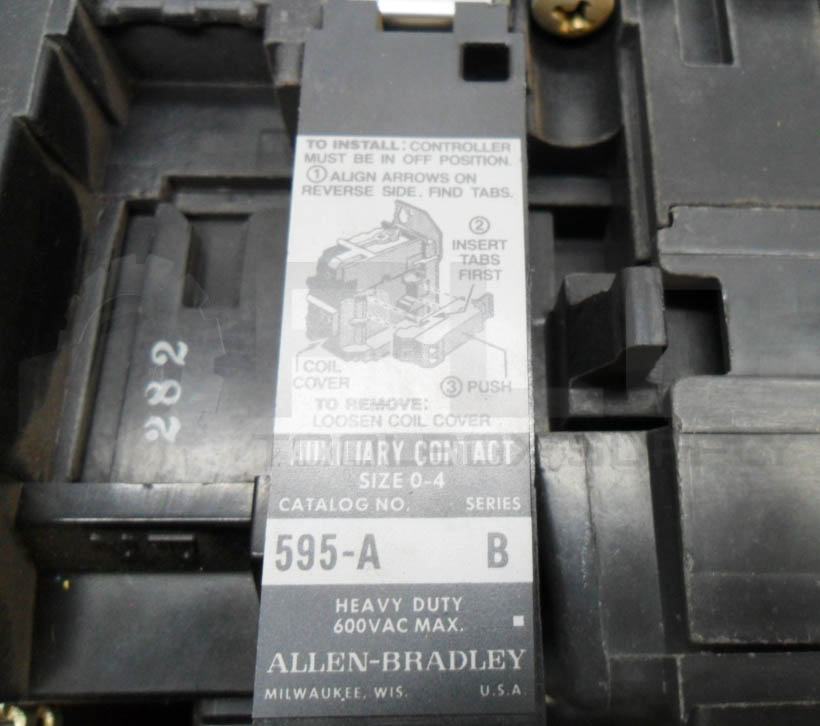 TO INSTALL: CONTROLLER
MUST BE IN OFF POSITION.
① ALIGN ARROWS ON
REVERSE SIDE. FIND TABS.
②
INSERT
TABS
FIRST
COIL
COVER
③ PUSH
TO REMOVE:
LOOSEN COIL COVER
AUXILIARY CONTACT
SIZE 0-4
CATALOG NO. SERIES
595-A B
HEAVY DUTY
600VAC MAX.
ALLEN-BRADLEY
MILWAUKEE, WIS. U.S.A.
282